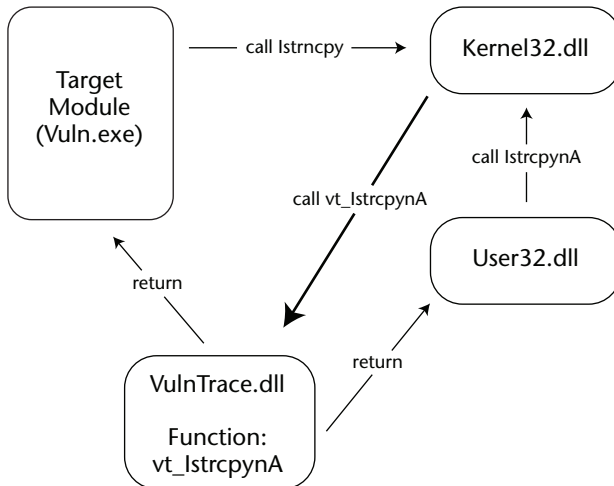 Target
Module
(Vuln.exe)
call lstrncpy
Kernel32.dll
call lstrcpynA
call vt_lstrcpynA
User32.dll
return
return
VulnTrace.dll
Function:
vt_lstrcpynA